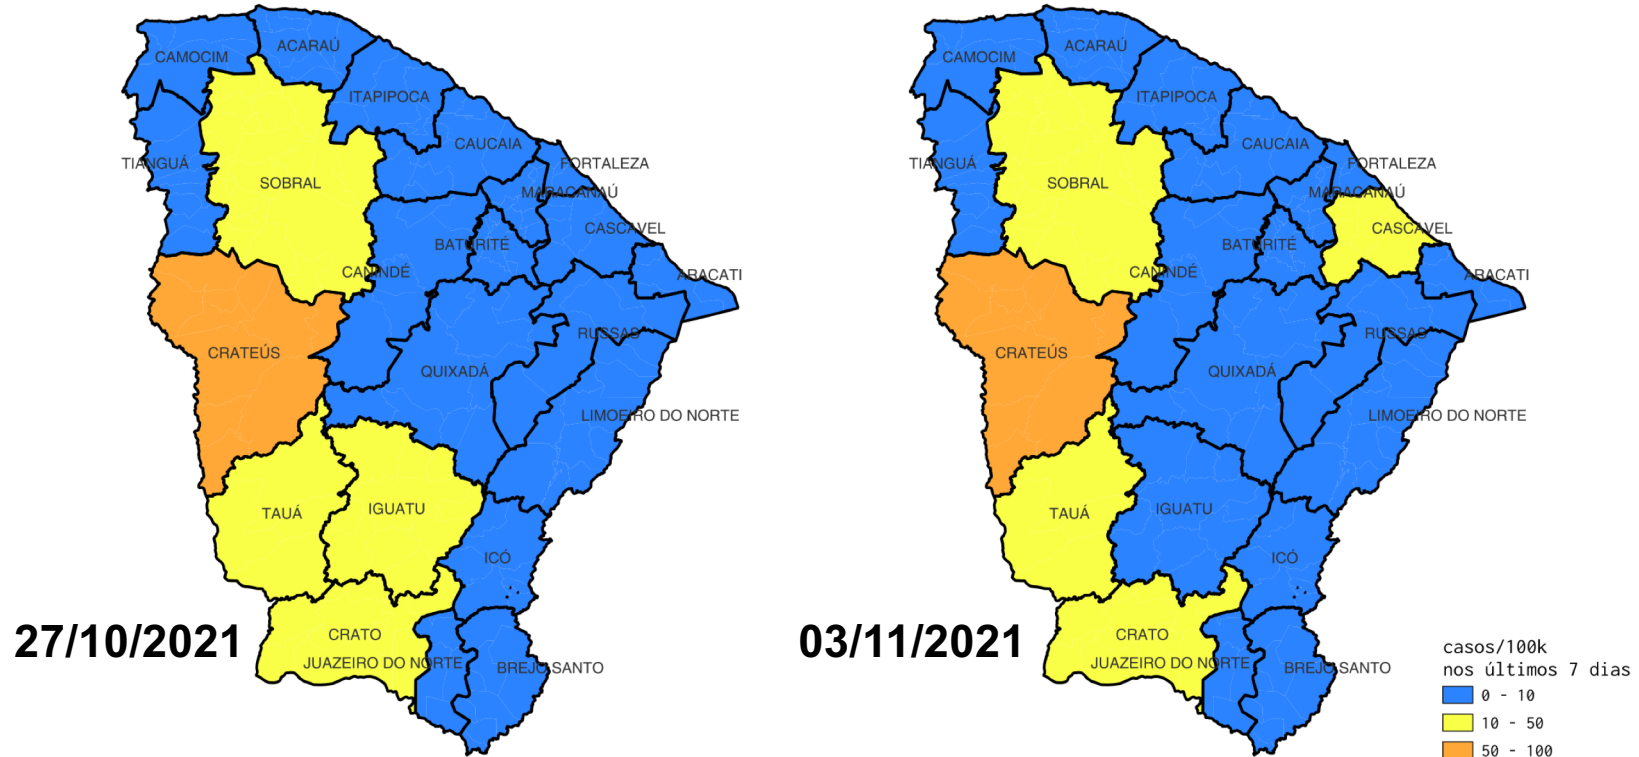 CAMOCIM
ACARAÚ
ITAPIPOCA
CAUCAIA
TIANGUÁ
FORTALEZA
SOBRAL
MARACANAÚ
CASCAVEL
BATURITÉ
CANINDÉ
ARACATI
RUSSAS
CRATEÚS
QUIXADÁ
LIMOEIRO DO NORTE
TAUÁ
IGUATU
ICÓ
CRATO
JUAZEIRO DO NORTE
BREJO SANTO
27/10/2021
CAMOCIM
ACARAÚ
ITAPIPOCA
CAUCAIA
TIANGUÁ
FORTALEZA
SOBRAL
MARACANAÚ
CASCAVEL
BATURITÉ
CANINDÉ
ARACATI
RUSSAS
CRATEÚS
QUIXADÁ
LIMOEIRO DO NORTE
TAUÁ
IGUATU
ICÓ
CRATO
JUAZEIRO DO NORTE
BREJO SANTO
03/11/2021
casos/100k
nos últimos 7 dias
0 - 10
10 - 50
50 - 100